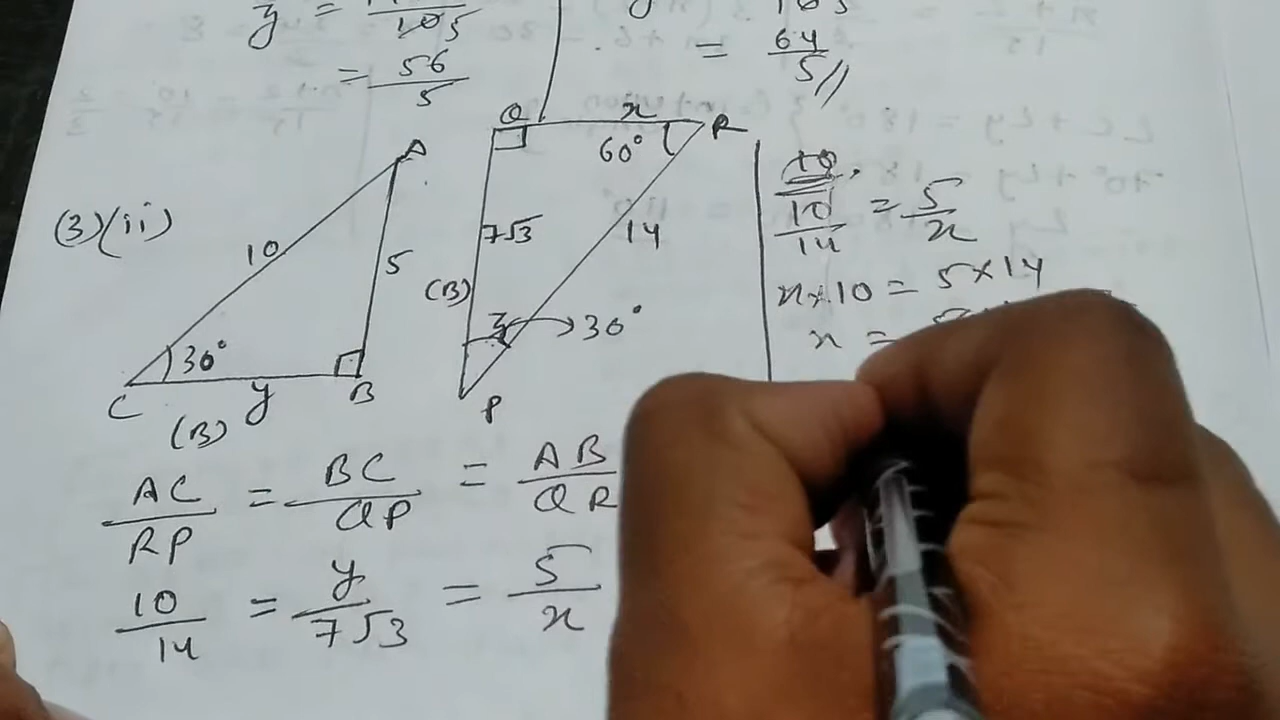 = 56/5
= 64/5 //
(3)(ii)
A
10
5
30°
C
y
B
(B)
Q
x
R
60°
7√3
14
(B)
z
30°
P
10/14 = 5/x
x × 10 = 5 × 14
x =
AC/RP = BC/QP = AB/QR
10/14 = y/7√3 = 5/x